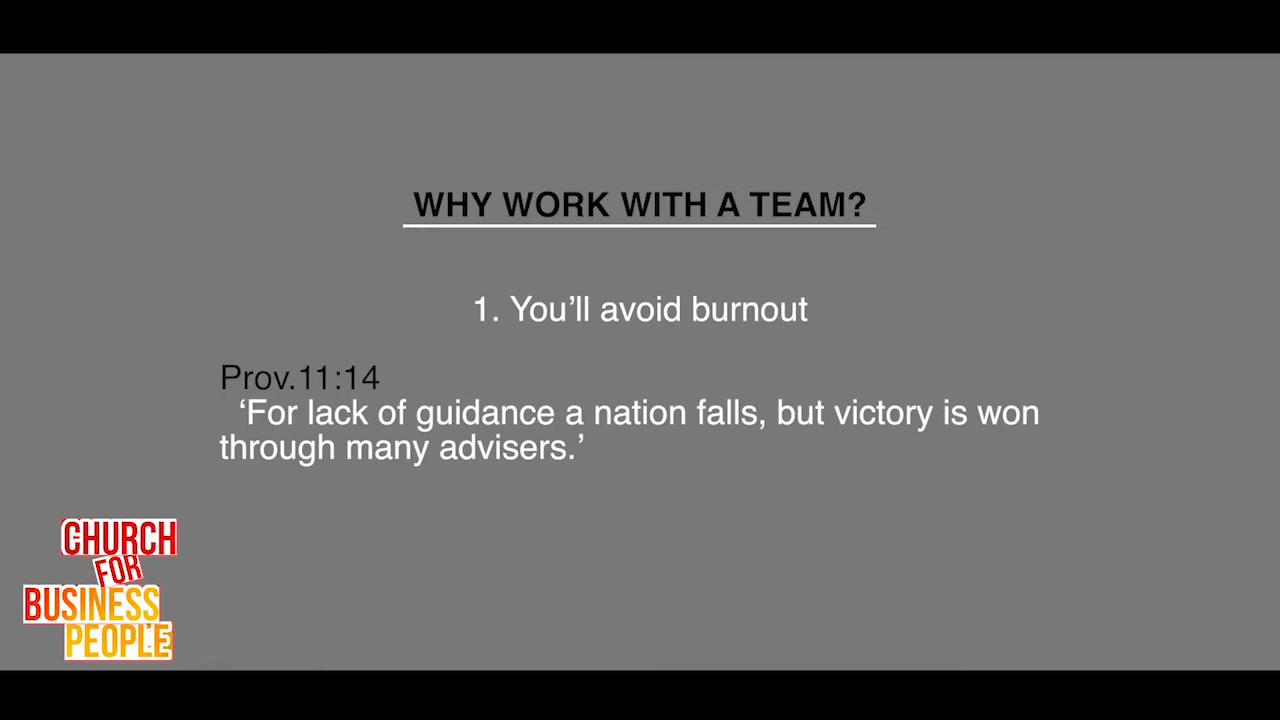 WHY WORK WITH A TEAM?
1. You’ll avoid burnout
Prov.11:14
‘For lack of guidance a nation falls, but victory is won
through many advisers.’
CHURCH
FOR
BUSINESS
PEOPLE